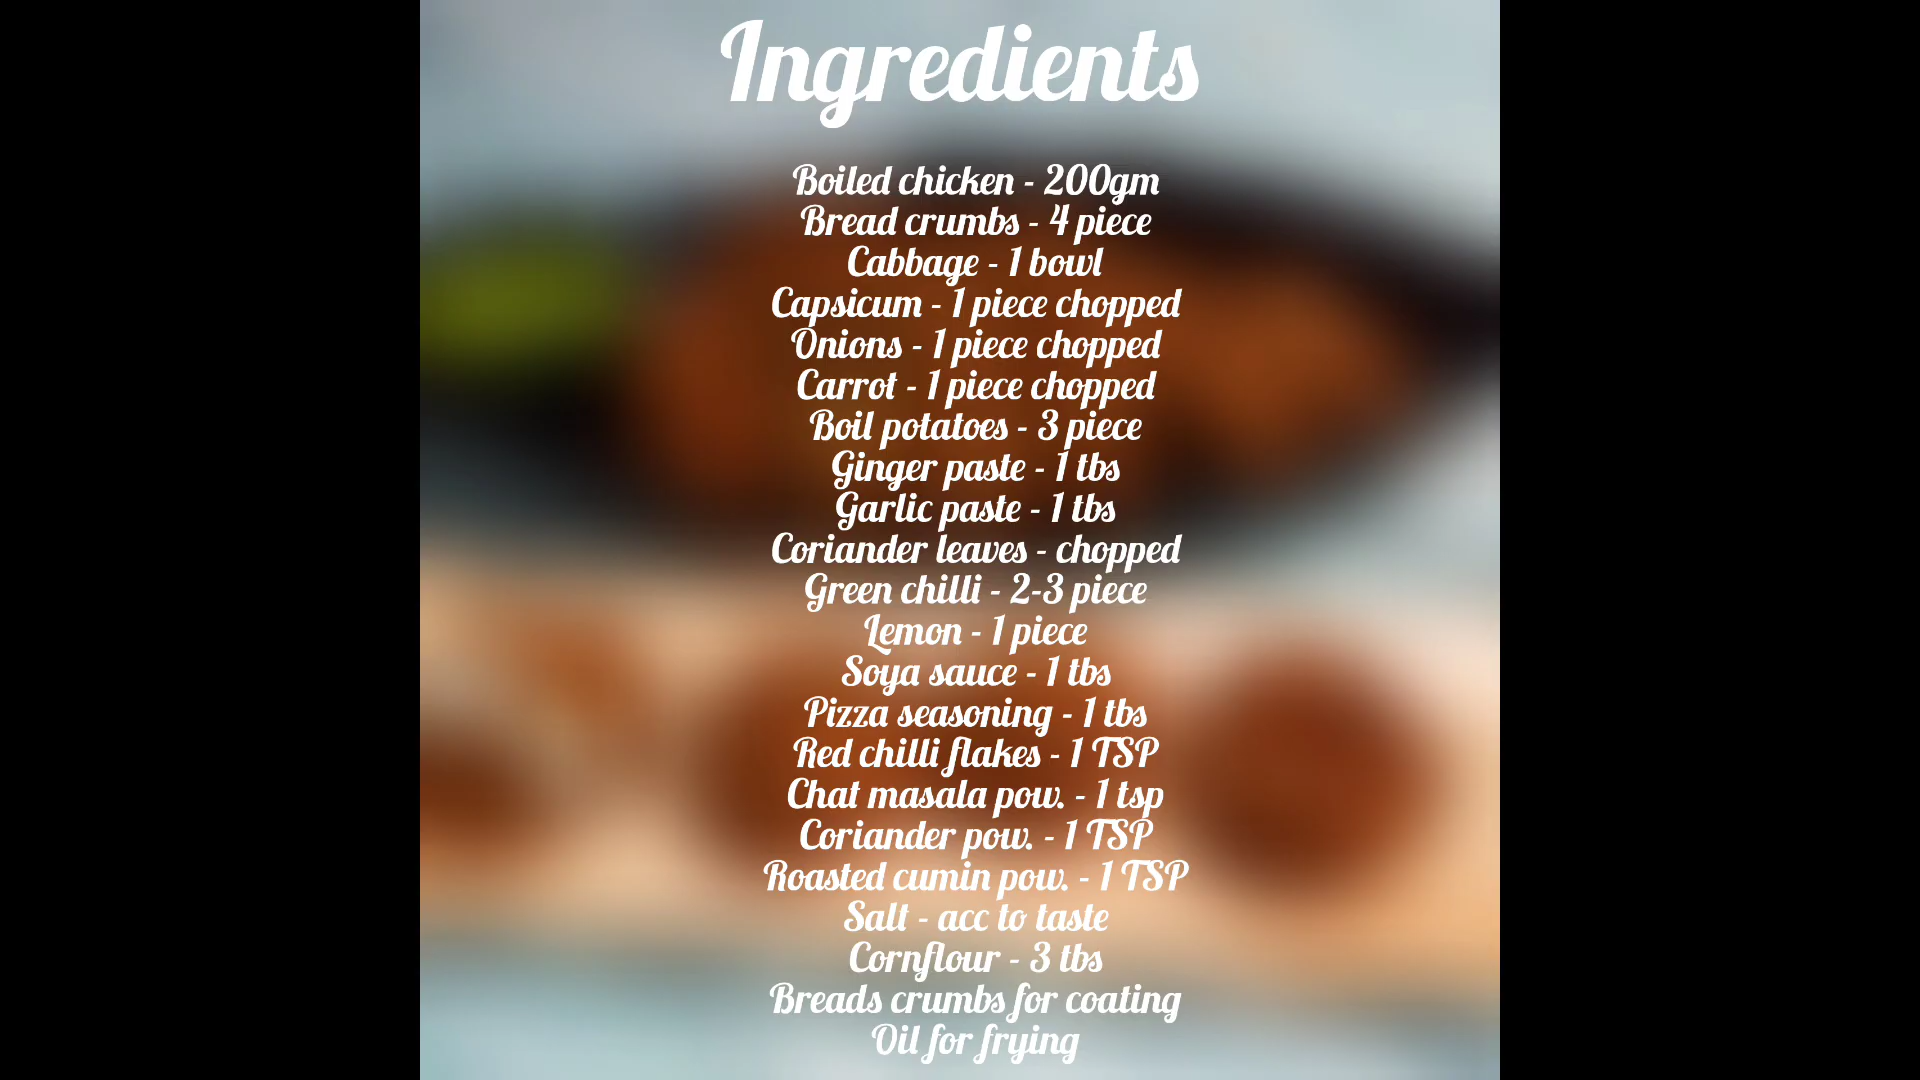 Ingredients
Boiled chicken - 200gm
Bread crumbs - 4 piece
Cabbage - 1 bowl
Capsicum - 1 piece chopped
Onions - 1 piece chopped
Carrot - 1 piece chopped
Boil potatoes - 3 piece
Ginger paste - 1 tbs
Garlic paste - 1 tbs
Coriander leaves - chopped
Green chilli - 2-3 piece
Lemon - 1 piece
Soya sauce - 1 tbs
Pizza seasoning - 1 tbs
Red chilli flakes - 1 TSP
Chat masala pow. - 1 tsp
Coriander pow. - 1 TSP
Roasted cumin pow. - 1 TSP
Salt - acc to taste
Cornflour - 3 tbs
Breads crumbs for coating
Oil for frying